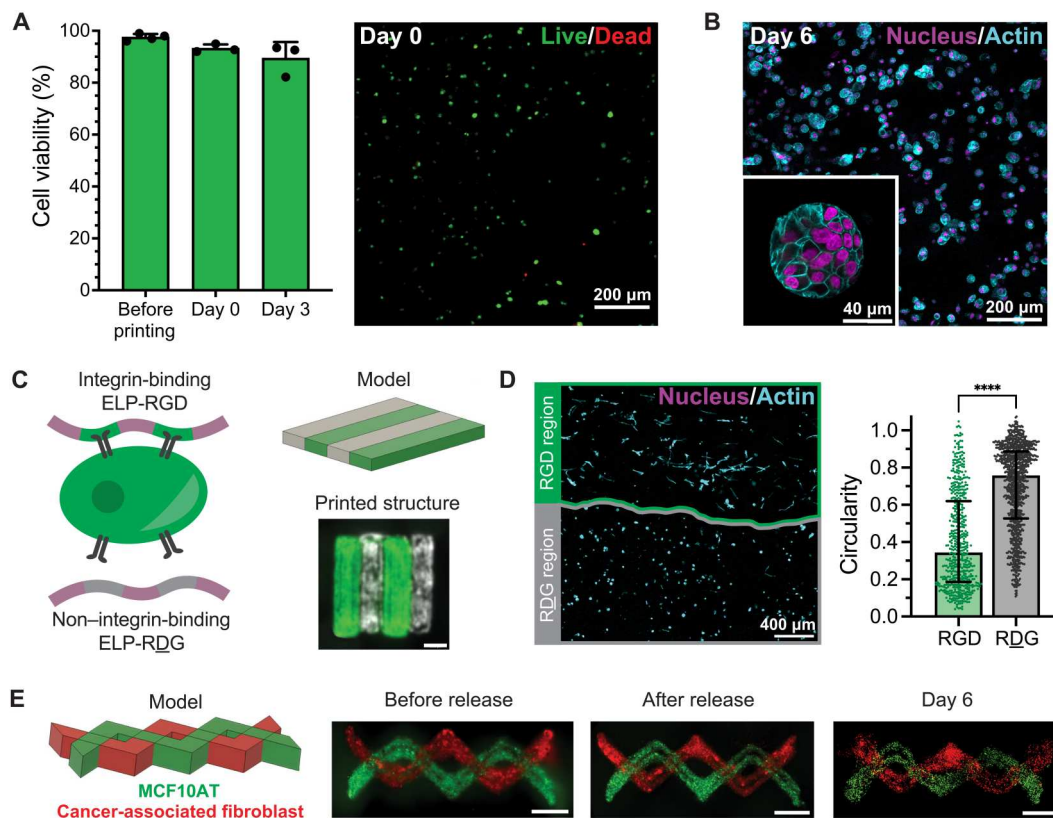 A
Cell viability (%)
100
80
60
40
20
0
Before
printing
Day 0
Day 3
Day 0
Live/Dead
200 µm
B
Day 6
Nucleus/Actin
40 µm
200 µm
C
Integrin-binding
ELP-RGD
Non–integrin-binding
ELP-RDG
Model
Printed structure
D
RGD region
RDG region
Nucleus/Actin
400 µm
****
Circularity
1.0
0.8
0.6
0.4
0.2
0.0
RGD
RDG
E
Model
MCF10AT
Cancer-associated fibroblast
Before release
After release
Day 6